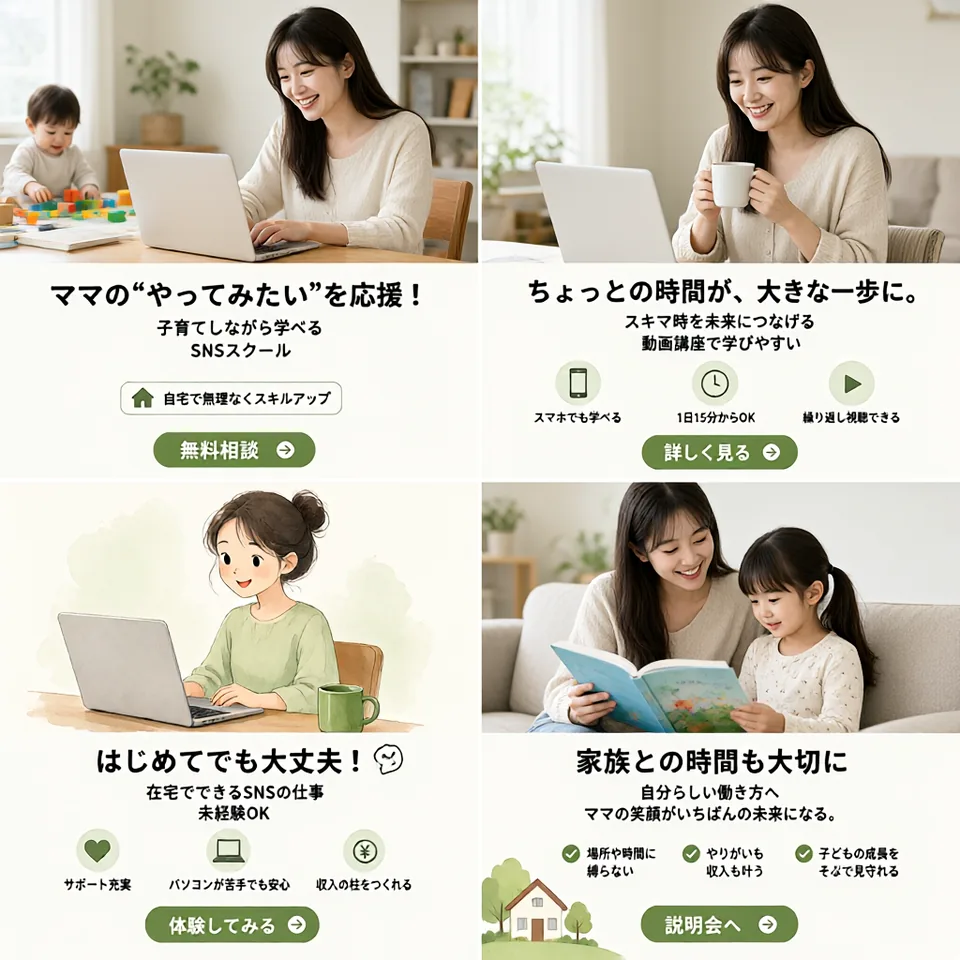 ママの“やってみたい”を応援！
子育てしながら学べる
SNSスクール
自宅で無理なくスキルアップ
無料相談
ちょっとの時間が、大きな一歩に。
スキマ時を未来につなげる
動画講座で学びやすい
スマホでも学べる
1日15分からOK
繰り返し視聴できる
詳しく見る
はじめてでも大丈夫！
在宅でできるSNSの仕事
未経験OK
サポート充実
パソコンが苦手でも安心
収入の柱をつくれる
体験してみる
家族との時間も大切に
自分らしい働き方へ
ママの笑顔がいちばんの未来になる。
場所や時間に
縛らない
やりがいも
収入も叶う
子どもの成長を
で見守れる
説明会へ